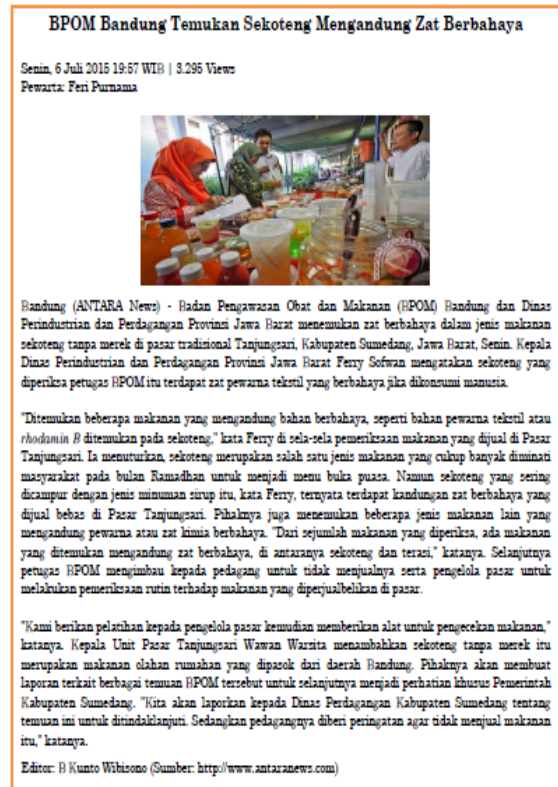 BPOM Bandung Temukan Sekoteng Mengandung Zat Berbahaya
Senin, 6 Juli 2015 19:57 WIB | 3.295 Views
Pewarta: Feri Purnama
Bandung (ANTARA News) - Badan Pengawasan Obat dan Makanan (BPOM) Bandung dan Dinas
Perindustrian dan Perdagangan Provinsi Jawa Barat menemukan zat berbahaya dalam jenis makanan
sekoteng tanpa merek di pasar tradisional Tanjungsari, Kabupaten Sumedang, Jawa Barat, Senin. Kepala
Dinas Perindustrian dan Perdagangan Provinsi Jawa Barat Ferry Sofwan mengatakan sekoteng yang
diperiksa petugas BPOM itu terdapat zat pewarna tekstil yang berbahaya jika dikonsumsi manusia.
"Ditemukan beberapa makanan yang mengandung bahan berbahaya, seperti bahan pewarna tekstil atau
rhodamin B ditemukan pada sekoteng," kata Ferry di sela-sela pemeriksaan makanan yang dijual di Pasar
Tanjungsari. Ia menuturkan, sekoteng merupakan salah satu jenis makanan yang cukup banyak diminati
masyarakat pada bulan Ramadhan untuk menjadi menu buka puasa. Namun sekoteng yang sering
dicampur dengan jenis minuman sirup itu, kata Ferry, ternyata terdapat kandungan zat berbahaya yang
dijual bebas di Pasar Tanjungsari. Pihaknya juga menemukan beberapa jenis makanan lain yang
mengandung pewarna atau zat kimia berbahaya. "Dari sejumlah makanan yang diperiksa, ada makanan
yang ditemukan mengandung zat berbahaya, di antaranya sekoteng dan terasi," katanya. Selanjutnya
petugas BPOM mengimbau kepada pedagang untuk tidak menjualnya serta pengelola pasar untuk
melakukan pemeriksaan rutin terhadap makanan yang diperjualbelikan di pasar.
"Kami berikan pelatihan kepada pengelola pasar kemudian memberikan alat untuk pengecekan makanan,"
katanya. Kepala Unit Pasar Tanjungsari Wawan Warsita menambahkan sekoteng tanpa merek itu
merupakan makanan olahan rumahan yang dipasok dari daerah Bandung. Pihaknya akan membuat
laporan terkait berbagai temuan BPOM tersebut untuk selanjutnya menjadi perhatian khusus Pemerintah
Kabupaten Sumedang. "Kita akan laporkan kepada Dinas Perdagangan Kabupaten Sumedang tentang
temuan ini untuk ditindaklanjuti. Sedangkan pedagangnya diberi peringatan agar tidak menjual makanan
itu," katanya.
Editor: B Kunto Wibisono (Sumber: http://www.antaranews.com)